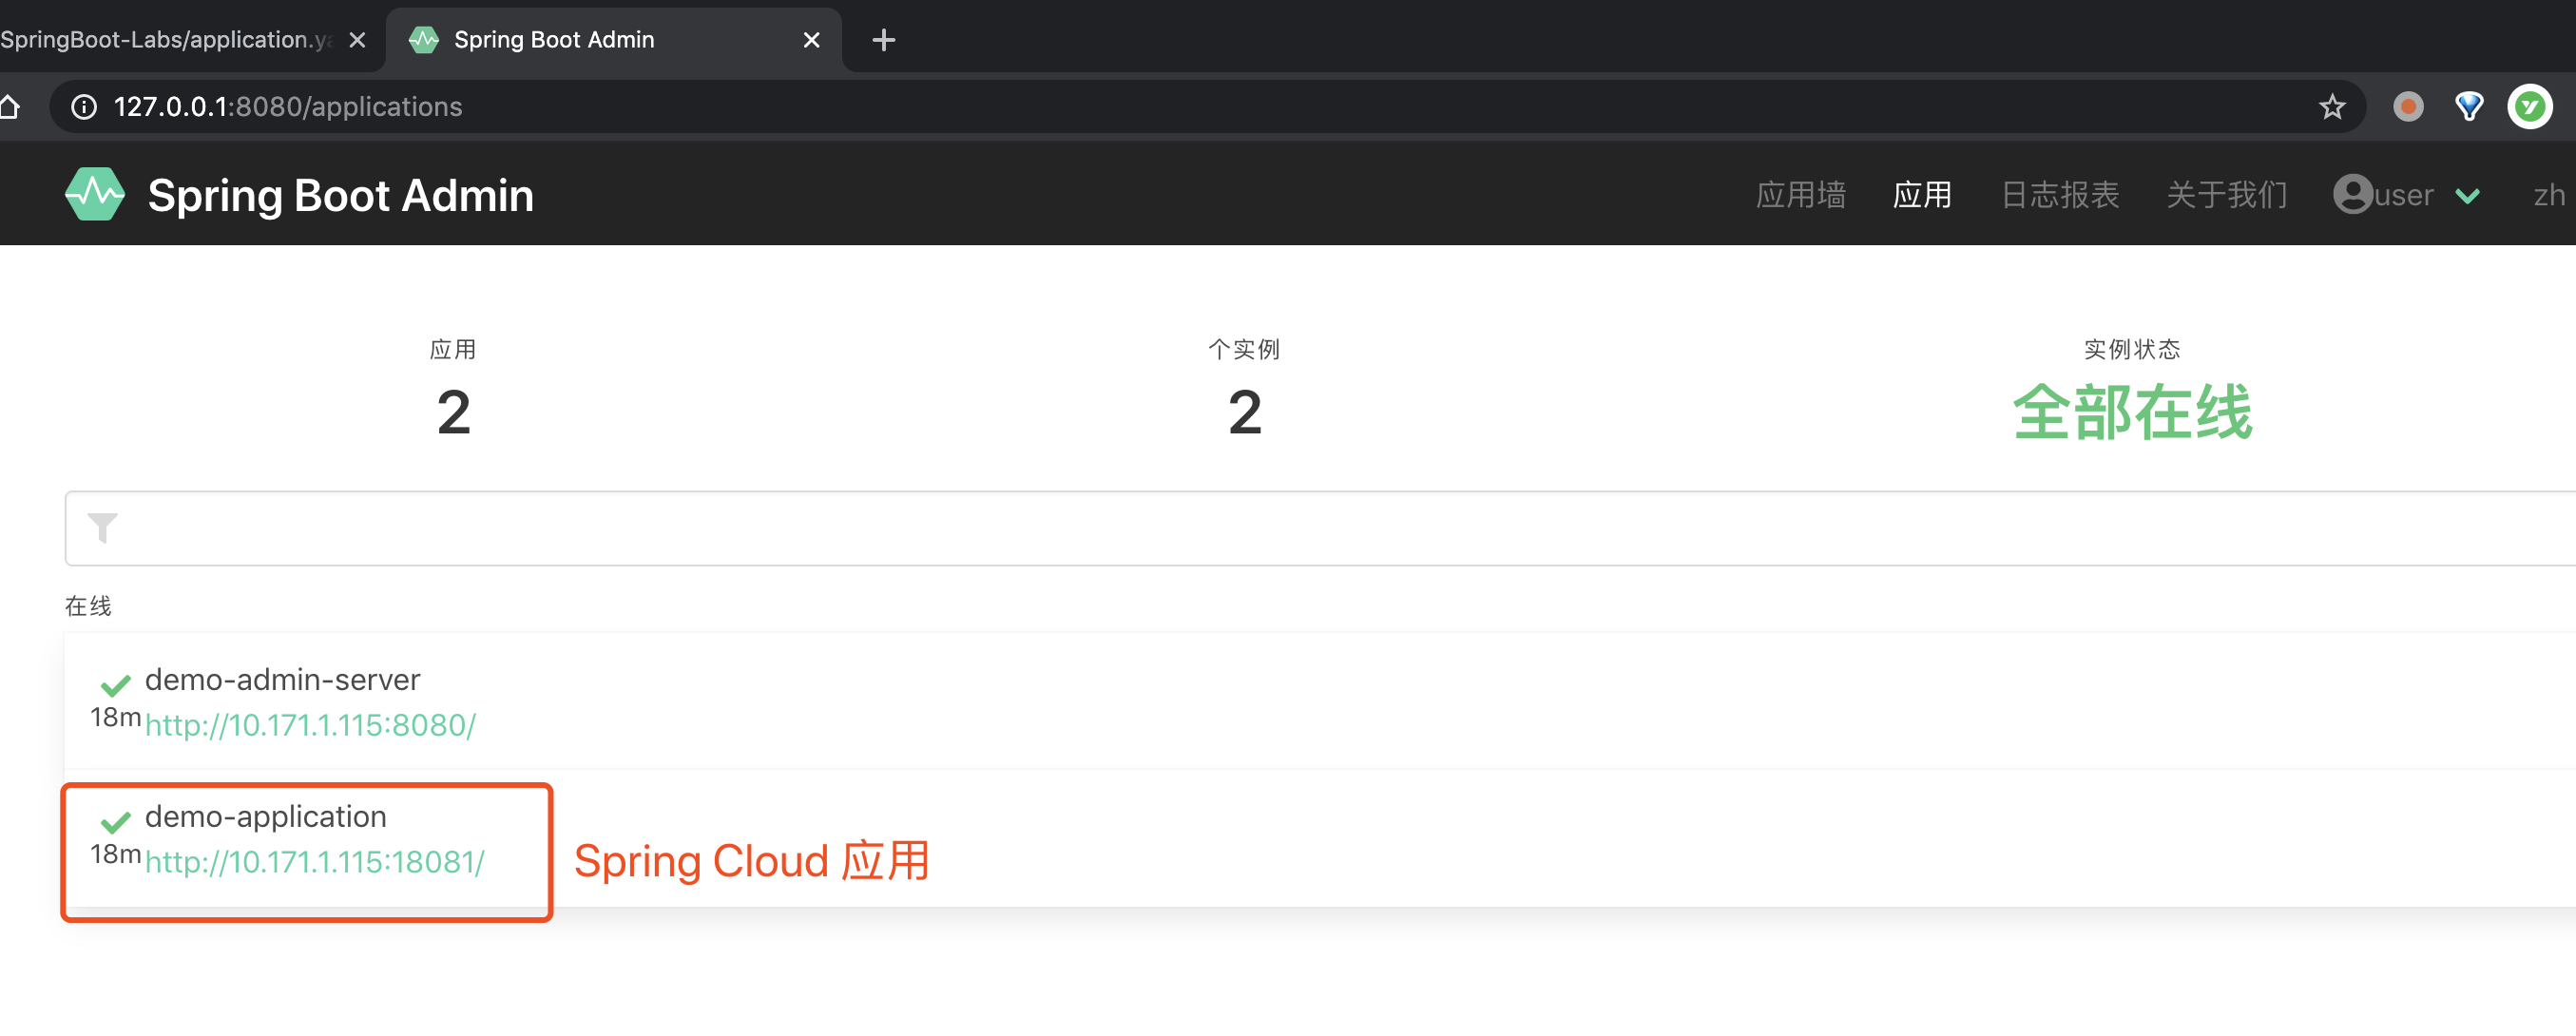 SpringBoot-Labs/application.ya
Spring Boot Admin
127.0.0.1:8080/applications
Spring Boot Admin
应用墙 应用 日志报表 关于我们 user zh
应用 个实例 实例状态
2 2 全部在线
在线
demo-admin-server
18m http://10.171.1.115:8080/
demo-application
18m http://10.171.1.115:18081/
Spring Cloud 应用